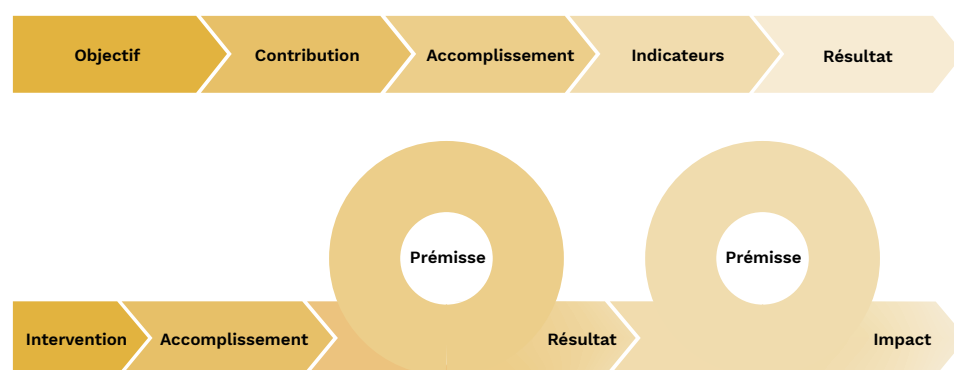 Objectif
Contribution
Accomplissement
Indicateurs
Résultat
Prémisse
Prémisse
Intervention
Accomplissement
Résultat
Impact